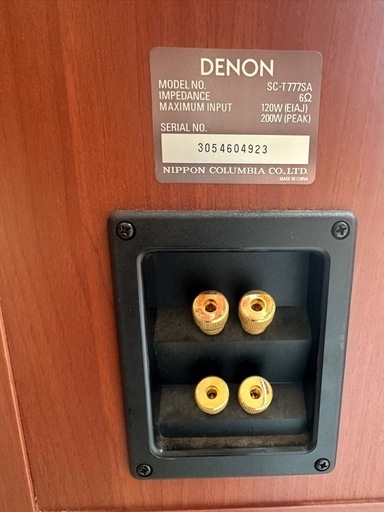 DENON
MODEL NO. SC-T777SA
IMPEDANCE 6Ω
MAXIMUM INPUT 120W (EIAJ)
200W (PEAK)
SERIAL NO.
3054604923
NIPPON COLUMBIA CO.,LTD.
MADE IN CHINA